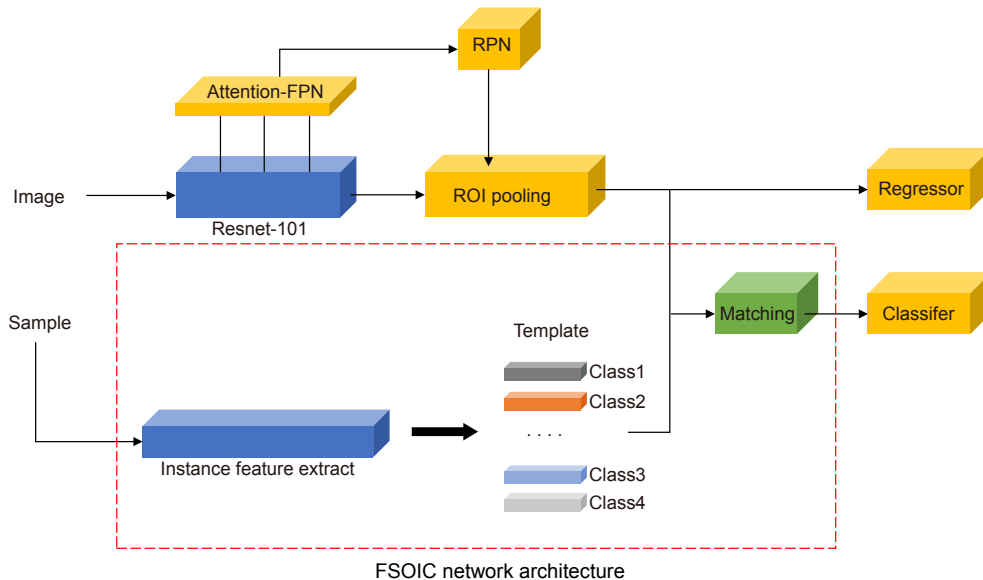 RPN
Attention-FPN
Image
ROI pooling
Regressor
Resnet-101
Sample
Matching
Classifer
Template
Class1
Class2
. . . .
Instance feature extract
Class3
Class4
FSOIC network architecture